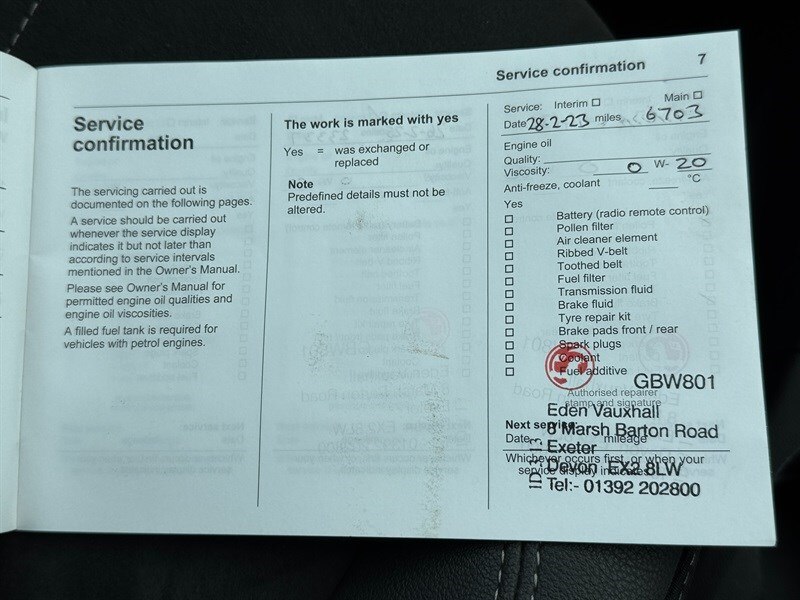 Service confirmation 7
Service
confirmation
The servicing carried out is
documented on the following pages.
A service should be carried out
whenever the service display
indicates it but not later than
according to service intervals
mentioned in the Owner's Manual.
Please see Owner's Manual for
permitted engine oil qualities and
engine oil viscosities.
A filled fuel tank is required for
vehicles with petrol engines.
The work is marked with yes
Yes = was exchanged or
replaced
Note
Predefined details must not be
altered.
Service: Interim Main
Date 28-2-23 miles 6703
Engine oil
Quality:
Viscosity: 0 W- 20
Anti-freeze, coolant °C
Yes
Battery (radio remote control)
Pollen filter
Air cleaner element
Ribbed V-belt
Toothed belt
Fuel filter
Transmission fluid
Brake fluid
Tyre repair kit
Brake pads front / rear
Spark plugs
Coolant
Fuel additive
GBW801
Authorised repairer
stamp and signature
Eden Vauxhall
8 Marsh Barton Road
Next service:
Date mileage
Exeter
Whichever occurs first, or when your
Devon EX2 8LW
service display indicates
Tel:- 01392 202800